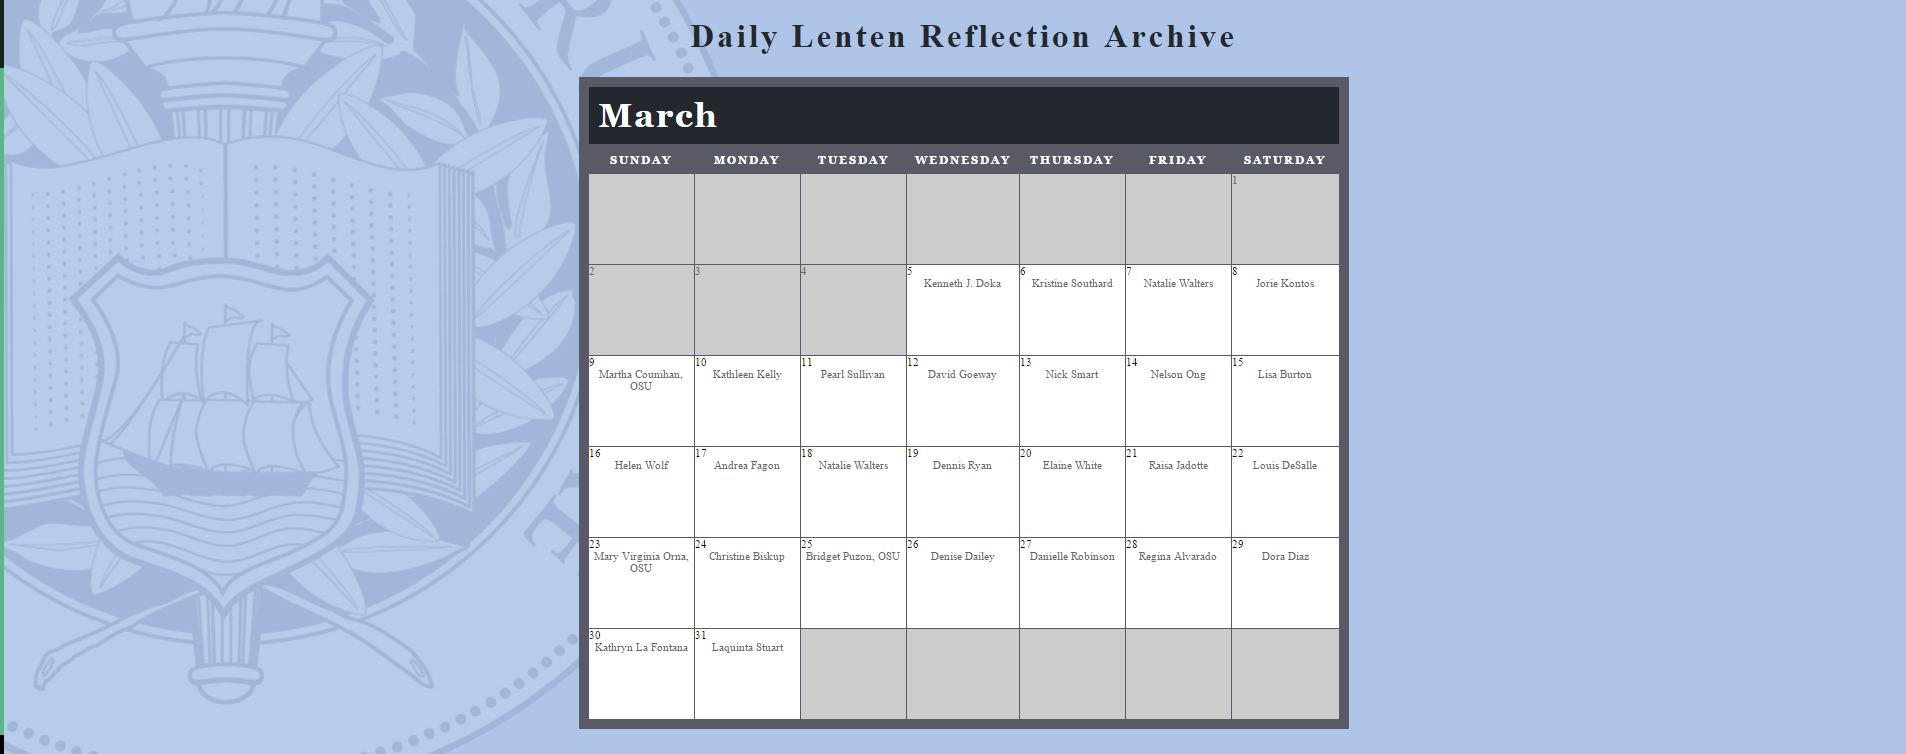 Daily Lenten Reflection Archive
March
SUNDAY MONDAY TUESDAY WEDNESDAY THURSDAY FRIDAY SATURDAY
1
2 3 4 5 6 7 8
Kenneth J. Doka Kristine Southard Natalie Walters Jorie Kontos
9 10 11 12 13 14 15
Martha Counihan, Kathleen Kelly Pearl Sullivan David Goeway Nick Smart Nelson Ong Lisa Burton
OSU
16 17 18 19 20 21 22
Helen Wolf Andrea Fagon Natalie Walters Dennis Ryan Elaine White Raisa Jadotte Louis DeSalle
23 24 25 26 27 28 29
Mary Virginia Orna, Christine Biskup Bridget Puzon, OSU Denise Dailey Danielle Robinson Regina Alvarado Dora Diaz
OSU
30 31
Kathryn La Fontana Laquinta Stuart